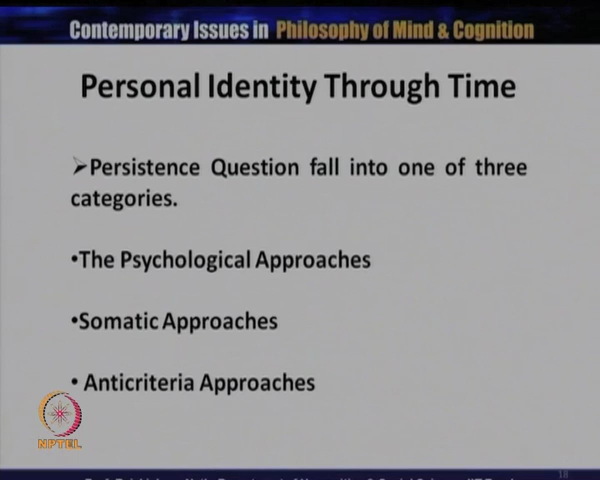 Contemporary Issues in Philosophy of Mind & Cognition
Personal Identity Through Time
➢Persistence Question fall into one of three
categories.
•The Psychological Approaches
•Somatic Approaches
• Anticriteria Approaches
NPTEL
18